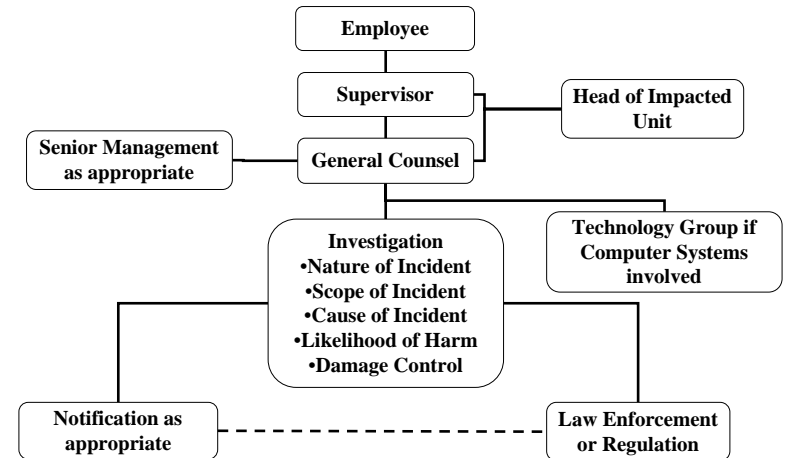 Employee
Supervisor
Head of Impacted
Unit
Senior Management
as appropriate
General Counsel
Technology Group if
Computer Systems
involved
Investigation
•Nature of Incident
•Scope of Incident
•Cause of Incident
•Likelihood of Harm
•Damage Control
Notification as
appropriate
Law Enforcement
or Regulation